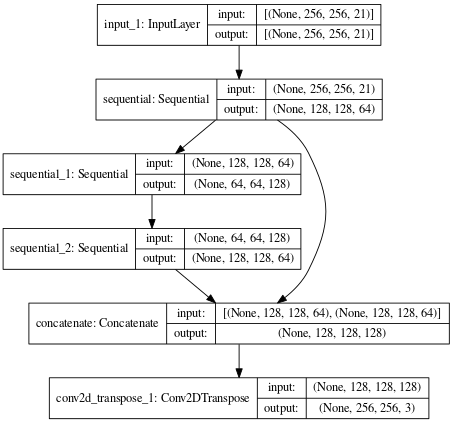 input_1: InputLayer
input:
[(None, 256, 256, 21)]
output:
[(None, 256, 256, 21)]
sequential: Sequential
input:
(None, 256, 256, 21)
output:
(None, 128, 128, 64)
sequential_1: Sequential
input:
(None, 128, 128, 64)
output:
(None, 64, 64, 128)
sequential_2: Sequential
input:
(None, 64, 64, 128)
output:
(None, 128, 128, 64)
concatenate: Concatenate
input:
[(None, 128, 128, 64), (None, 128, 128, 64)]
output:
(None, 128, 128, 128)
conv2d_transpose_1: Conv2DTranspose
input:
(None, 128, 128, 128)
output:
(None, 256, 256, 3)